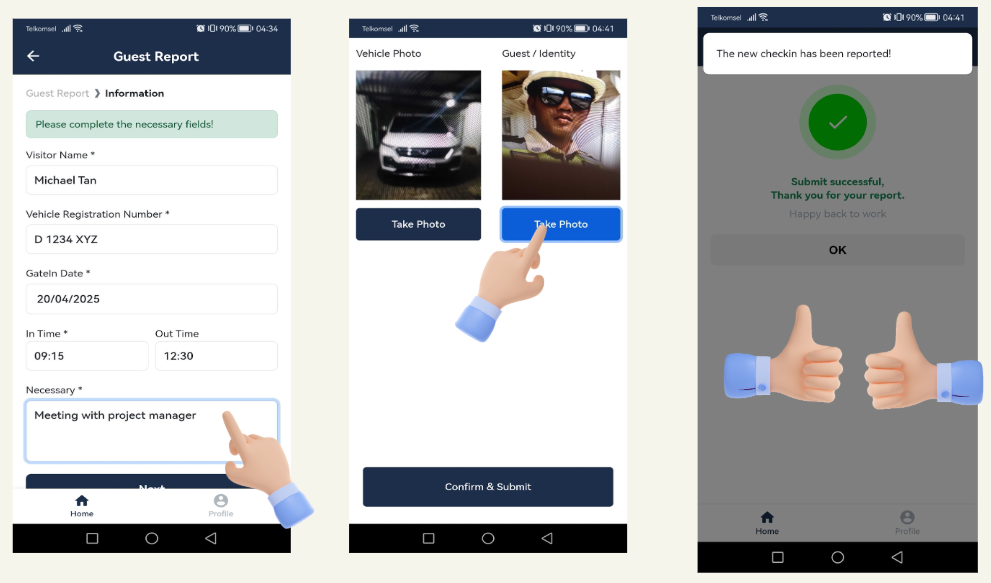 Telkomsel
90%
04:34
Guest Report
Guest Report ❯ Information
Please complete the necessary fields!
Visitor Name *
Michael Tan
Vehicle Registration Number *
D 1234 XYZ
GateIn Date *
20/04/2025
In Time *
Out Time
09:15
12:30
Necessary *
Meeting with project manager
Next
Home
Profile
Telkomsel
90%
04:41
Vehicle Photo
Guest / Identity
Take Photo
Take Photo
Confirm & Submit
Telkomsel
90%
04:41
The new checkin has been reported!
Submit successful,
Thank you for your report.
Happy back to work
OK
Home
Profile